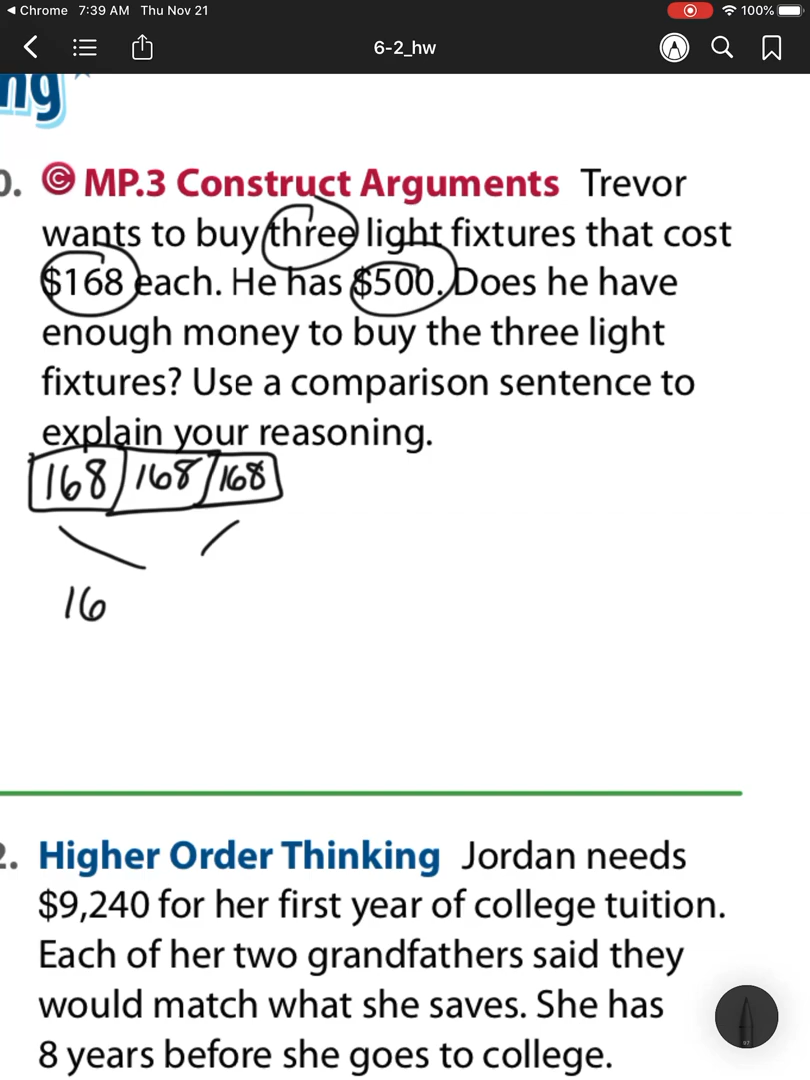 Chrome 7:39 AM Thu Nov 21 100%
6-2_hw
ng
0. © MP.3 Construct Arguments Trevor
wants to buy three light fixtures that cost
$168 each. He has $500. Does he have
enough money to buy the three light
fixtures? Use a comparison sentence to
explain your reasoning.
168 168 168
16
2. Higher Order Thinking Jordan needs
$9,240 for her first year of college tuition.
Each of her two grandfathers said they
would match what she saves. She has
8 years before she goes to college.
97